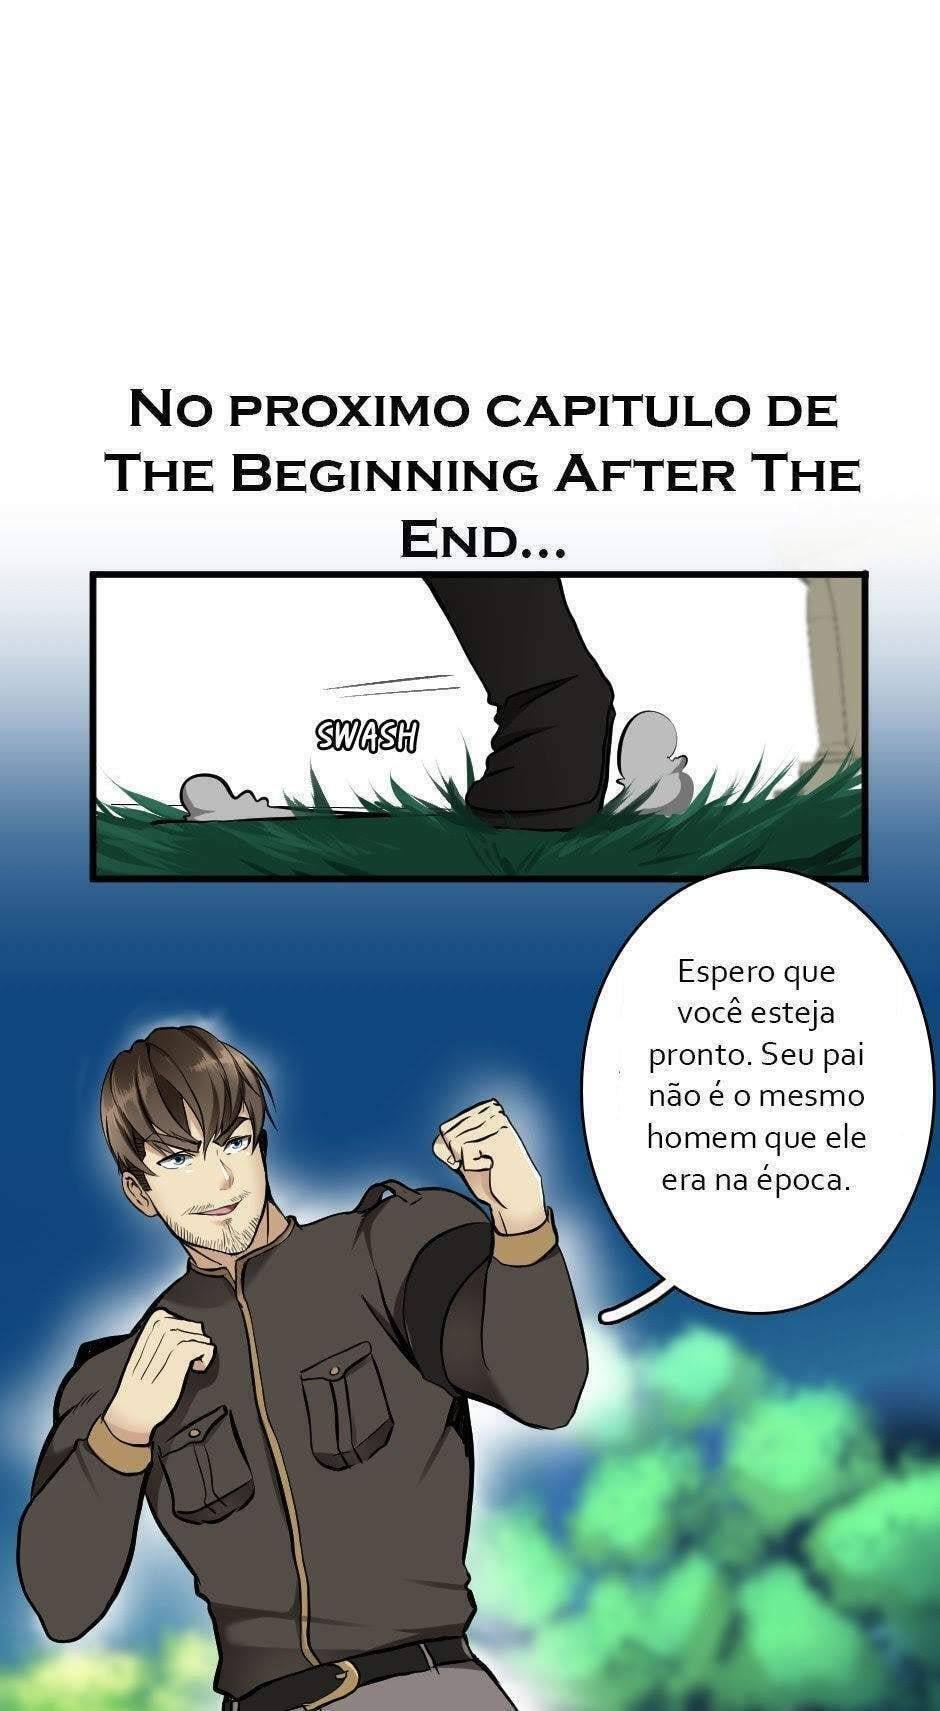 NO PROXIMO CAPITULO DE
THE BEGINNING AFTER THE
END...
SWASH
Espero que
você esteja
pronto. Seu pai
não é o mesmo
homem que ele
era na época.